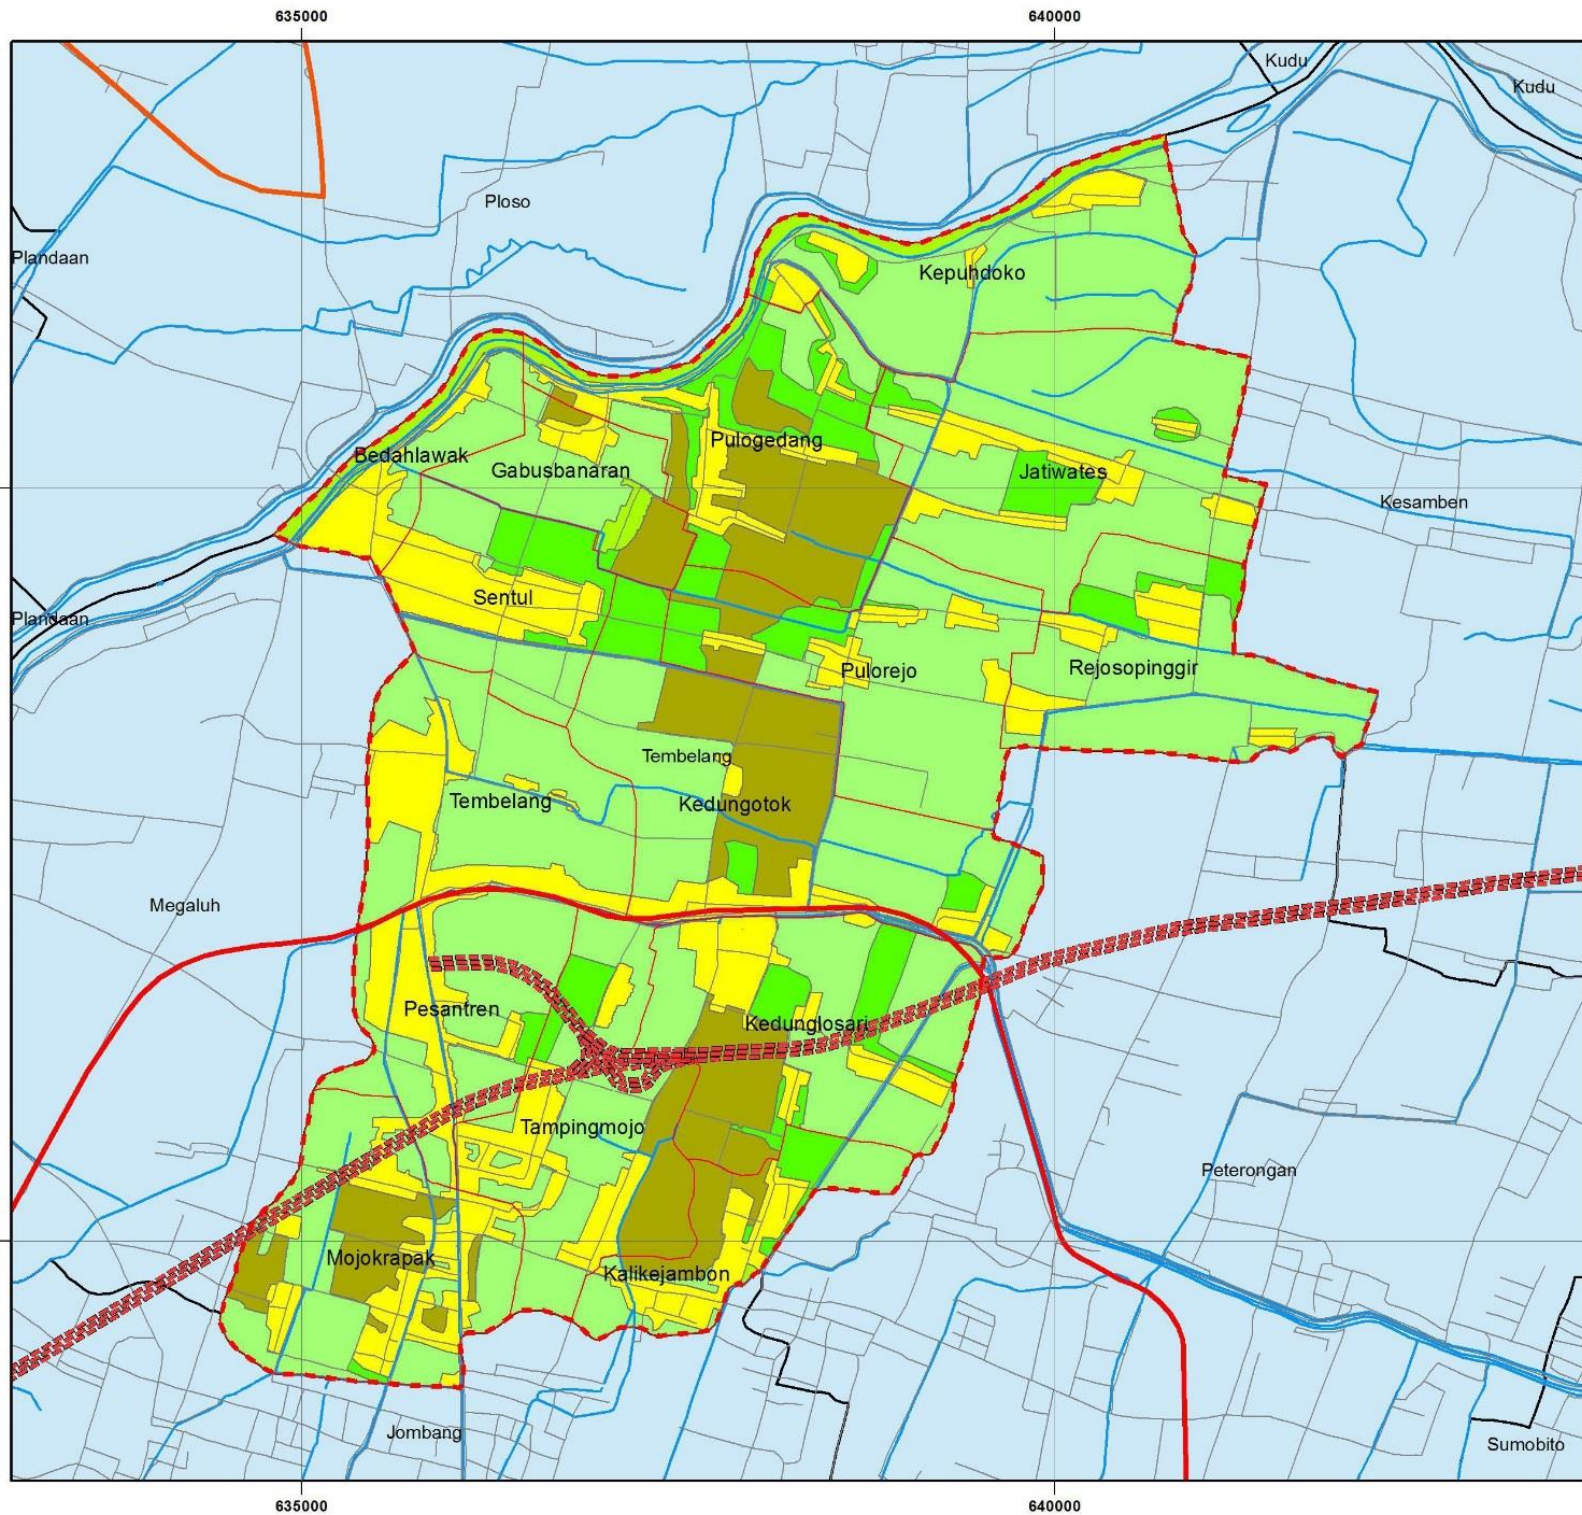 635000 640000
Kudu
Kudu
Ploso
Plandaan
Kepuhdoko
Pulogedang
Bedahlawak
Gabusbanaran
Jatiwates
Kesamben
Sentul
Plandaan
Pulorejo
Rejosopinggir
Tembelang
Tembelang
Kedungotok
Megaluh
Pesantren
Kedunglosari
Tampingmojo
Peterongan
Mojokrapak
Kalikejambon
Jombang
Sumobito
635000 640000